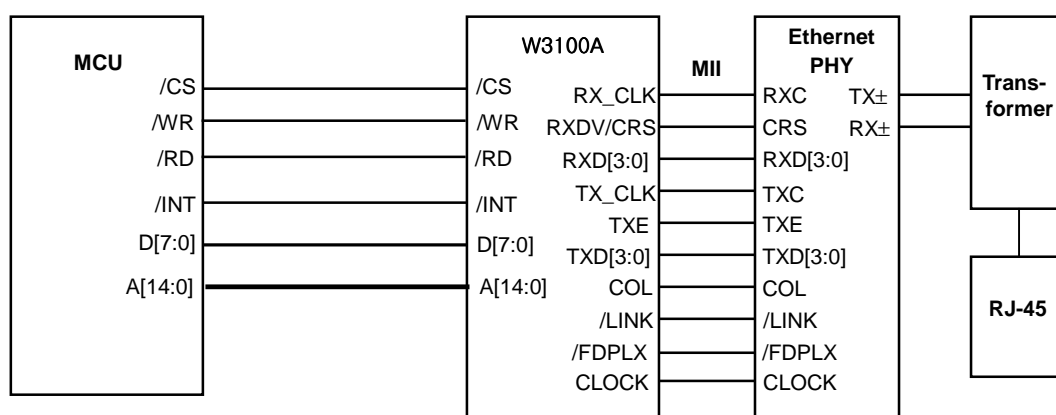 MCU
/CS
/WR
/RD
/INT
D[7:0]
A[14:0]
W3100A
/CS
/WR
/RD
/INT
D[7:0]
A[14:0]
RX_CLK
RXDV/CRS
RXD[3:0]
TX_CLK
TXE
TXD[3:0]
COL
/LINK
/FDPLX
CLOCK
MII
Ethernet
PHY
RXC
CRS
RXD[3:0]
TXC
TXE
TXD[3:0]
COL
/LINK
/FDPLX
CLOCK
TX±
RX±
Trans-
former
RJ-45